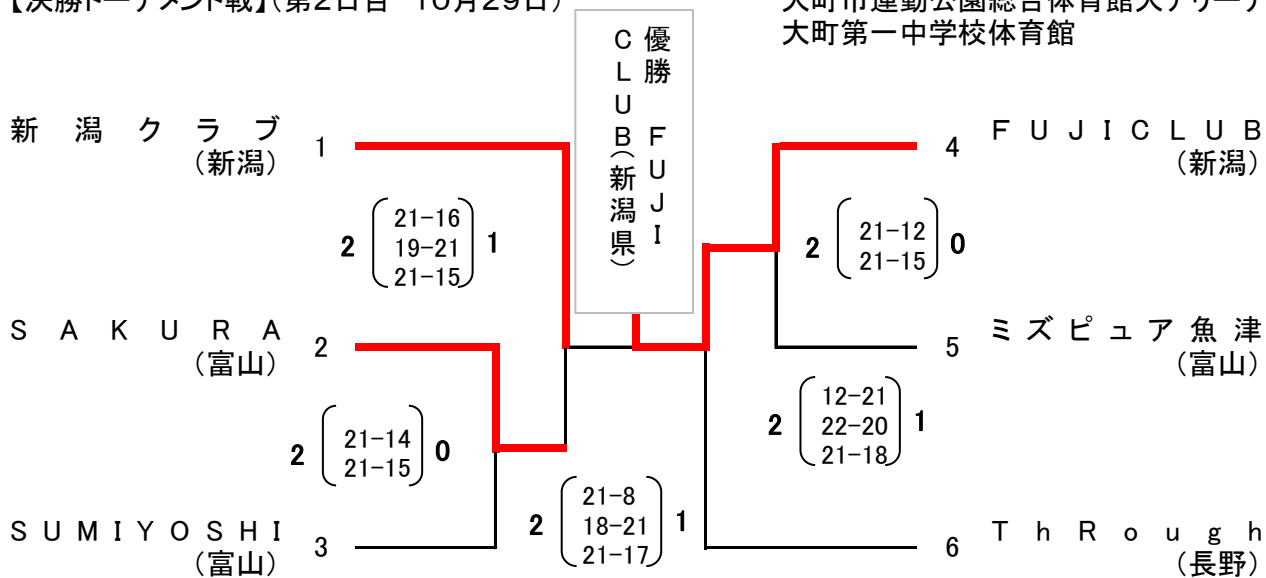 【決勝トーナメント戦】(第2日目 10月29日)
大町市運動公園総合体育館大アリーナ
大町第一中学校体育館
優勝 FUJI
CLUB(新潟県)
新潟クラブ
(新潟)
1
4
FUJICLUB
(新潟)
2
21-16
19-21
21-15
1
2
21-12
21-15
0
SAKURA
(富山)
2
5
ミズピュア魚津
(富山)
2
21-14
21-15
0
2
12-21
22-20
21-18
1
2
21-8
18-21
21-17
1
SUMIYOSHI
(富山)
3
6
ThRough
(長野)